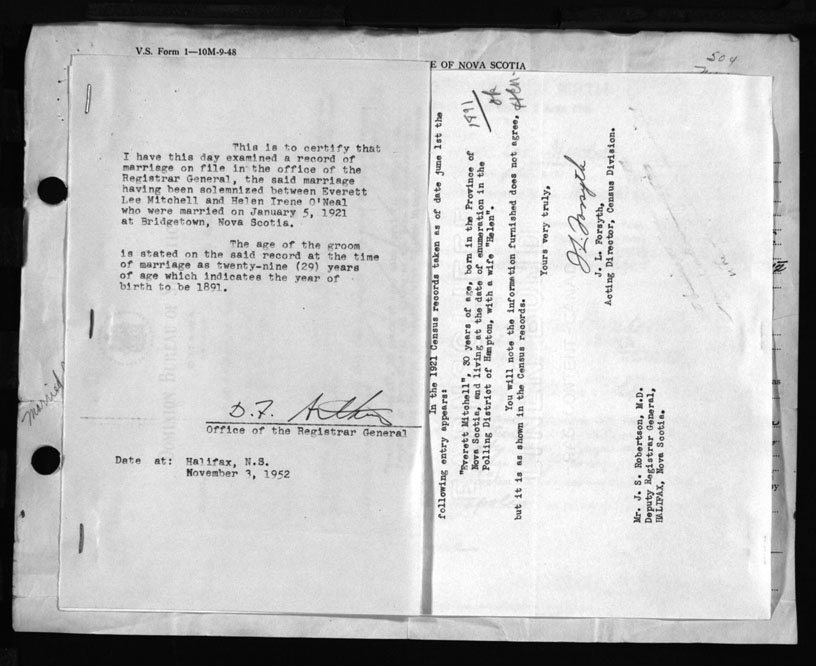 V.S. Form 1—10M-9-48
E OF NOVA SCOTIA
504
This is to certify that
I have this day examined a record of
marriage on file in the office of the
Registrar General, the said marriage
having been solemnized between Everett
Lee Mitchell and Helen Irene O'Neal
who were married on January 5, 1921
at Bridgetown, Nova Scotia.
The age of the groom
is stated on the said record at the time
of marriage as twenty-nine (29) years
of age which indicates the year of
birth to be 1891.
Office of the Registrar General
Date at: Halifax, N.S.
November 3, 1952
Married
In the 1921 Census records taken as of date june 1st the
following entry appears:
"Everett Mitchell", 30 years of age, born in the Province of
Nova Scotia, and living at the date of enumeration in the
Polling District of Hampton, with a wife "Helen".
1891
ok
You will note the information furnished does not agree,
but it is as shown in the Census records.
Yours very truly,
J L Forsyth
J. L. Forsyth,
Acting Director, Census Division.
Mr. J. S. Robertson, M.D.
Deputy Registrar General,
HALIFAX, Nova Scotia.